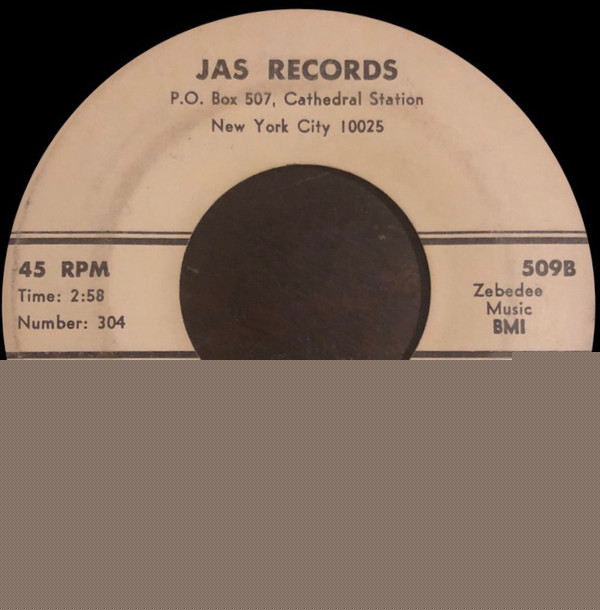 JAS RECORDS
P.O. Box 507, Cathedral Station
New York City 10025
45 RPM
Time: 2:58
Number: 304
509B
Zebedee
Music
BMI